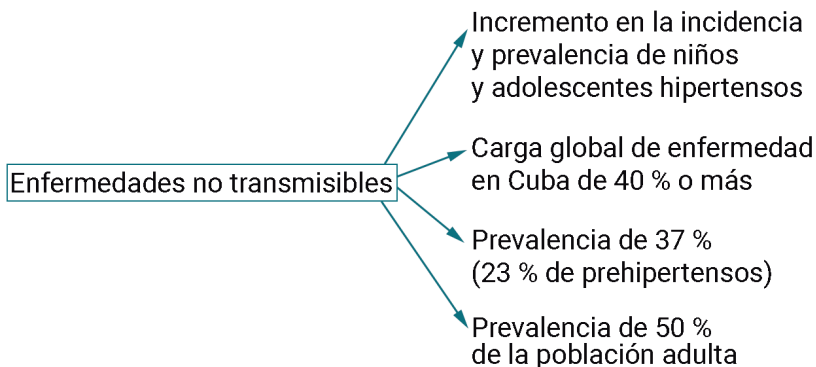 Incremento en la incidencia
y prevalencia de niños
y adolescentes hipertensos
Enfermedades no transmisibles
Carga global de enfermedad
en Cuba de 40 % o más
Prevalencia de 37 %
(23 % de prehipertensos)
Prevalencia de 50 %
de la población adulta